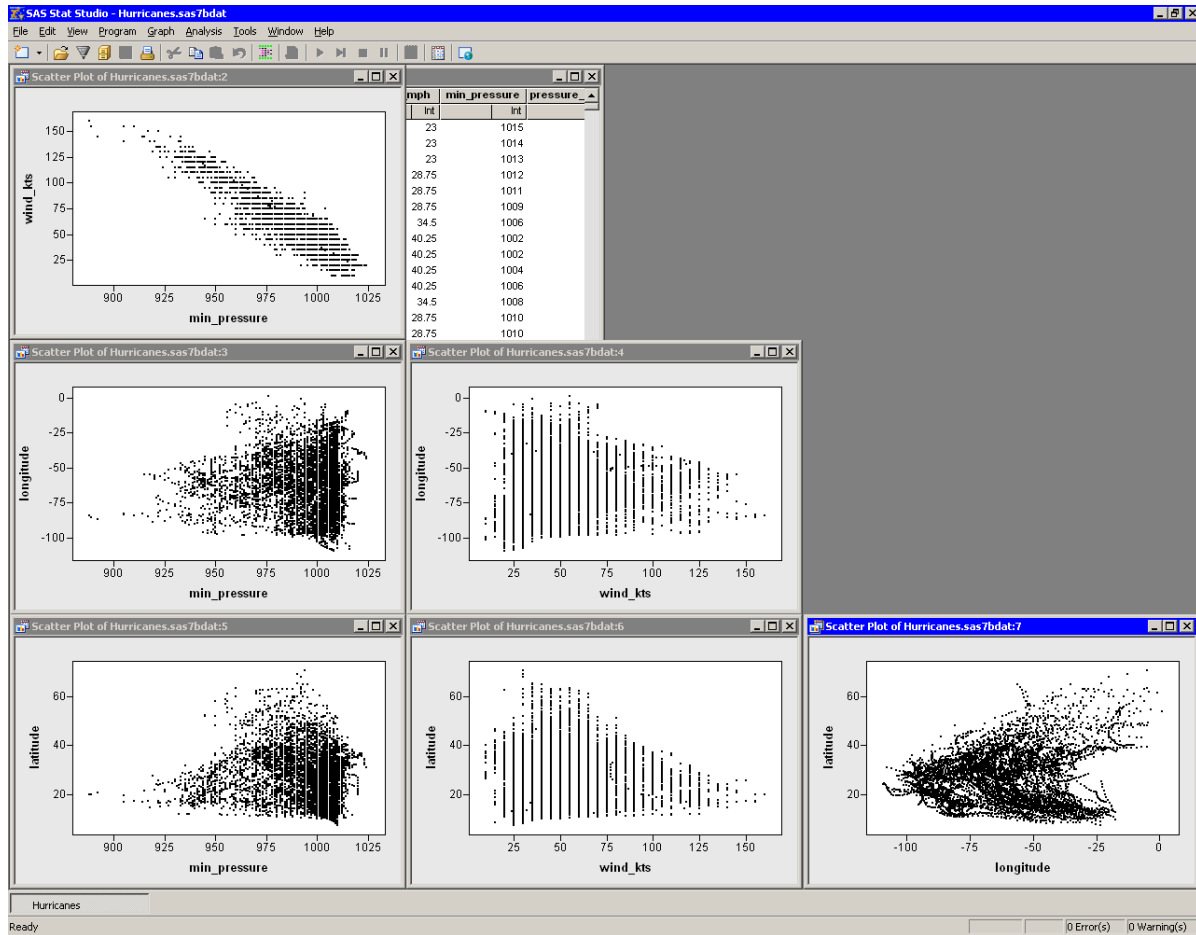 SAS Stat Studio - Hurricanes.sas7bdat
File Edit View Program Graph Analysis Tools Window Help
Scatter Plot of Hurricanes.sas7bdat:2
150
125
100
75
50
25
wind_kts
900 925 950 975 1000 1025
min_pressure
mph min_pressure pressure_
Int Int
23 1015
23 1014
23 1013
28.75 1012
28.75 1011
28.75 1009
34.5 1006
40.25 1002
40.25 1002
40.25 1004
40.25 1006
34.5 1008
28.75 1010
28.75 1010
Scatter Plot of Hurricanes.sas7bdat:3
0
-25
-50
-75
-100
longitude
900 925 950 975 1000 1025
min_pressure
Scatter Plot of Hurricanes.sas7bdat:4
0
-25
-50
-75
-100
longitude
25 50 75 100 125 150
wind_kts
Scatter Plot of Hurricanes.sas7bdat:5
60
40
20
latitude
900 925 950 975 1000 1025
min_pressure
Scatter Plot of Hurricanes.sas7bdat:6
60
40
20
latitude
25 50 75 100 125 150
wind_kts
Scatter Plot of Hurricanes.sas7bdat:7
60
40
20
latitude
-100 -75 -50 -25 0
longitude
Hurricanes
Ready
0 Error(s) 0 Warning(s)